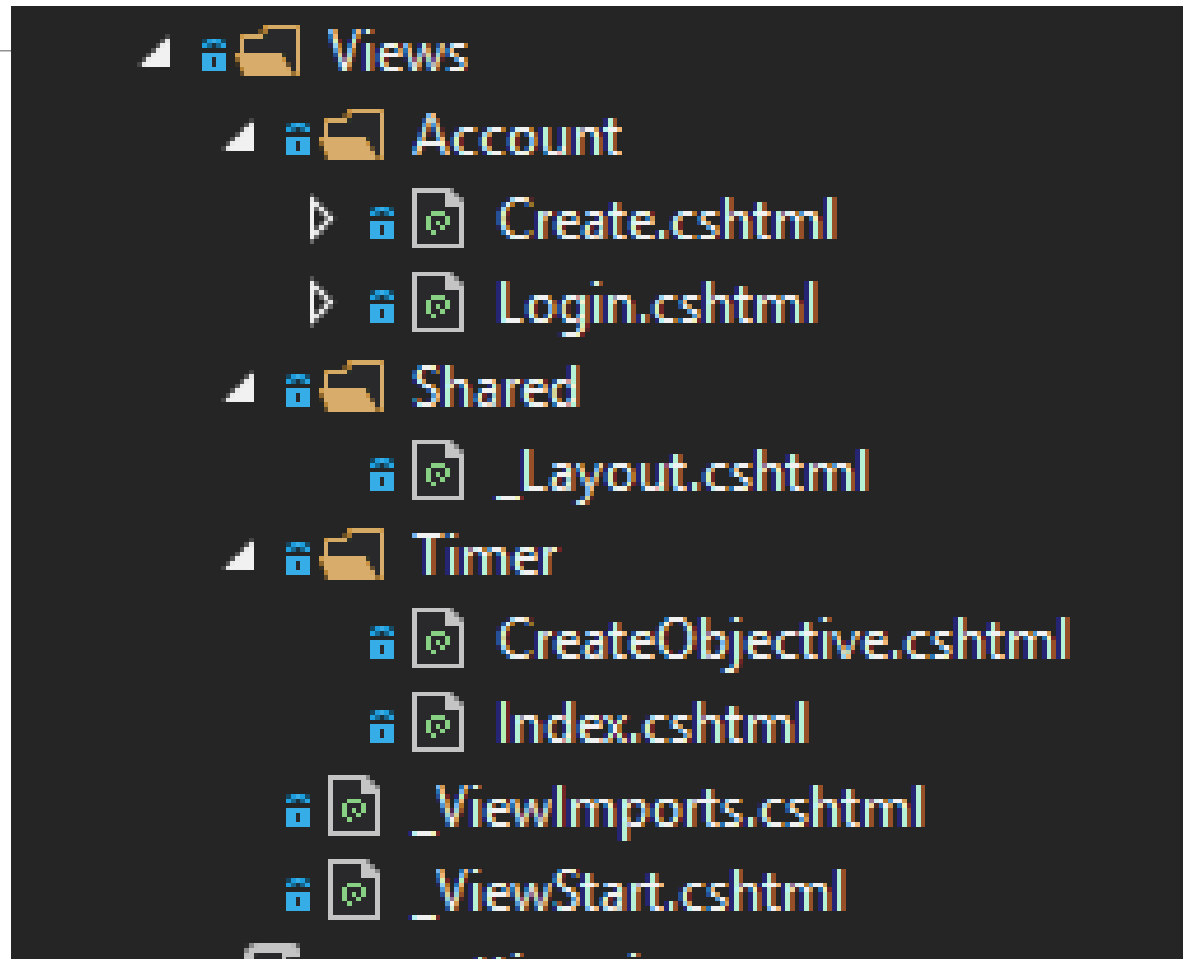 Views
Account
Create.cshtml
Login.cshtml
Shared
_Layout.cshtml
Timer
CreateObjective.cshtml
Index.cshtml
_ViewImports.cshtml
_ViewStart.cshtml